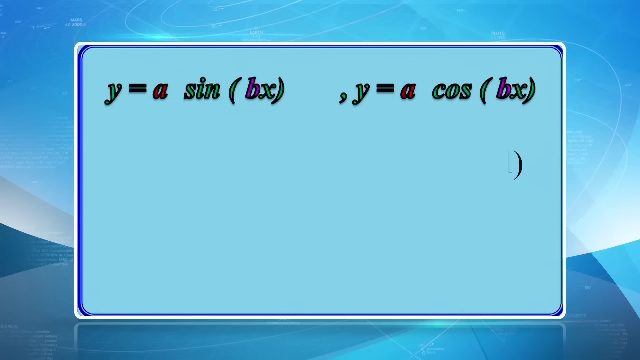 y = a sin ( bx) , y = a cos ( bx)
)